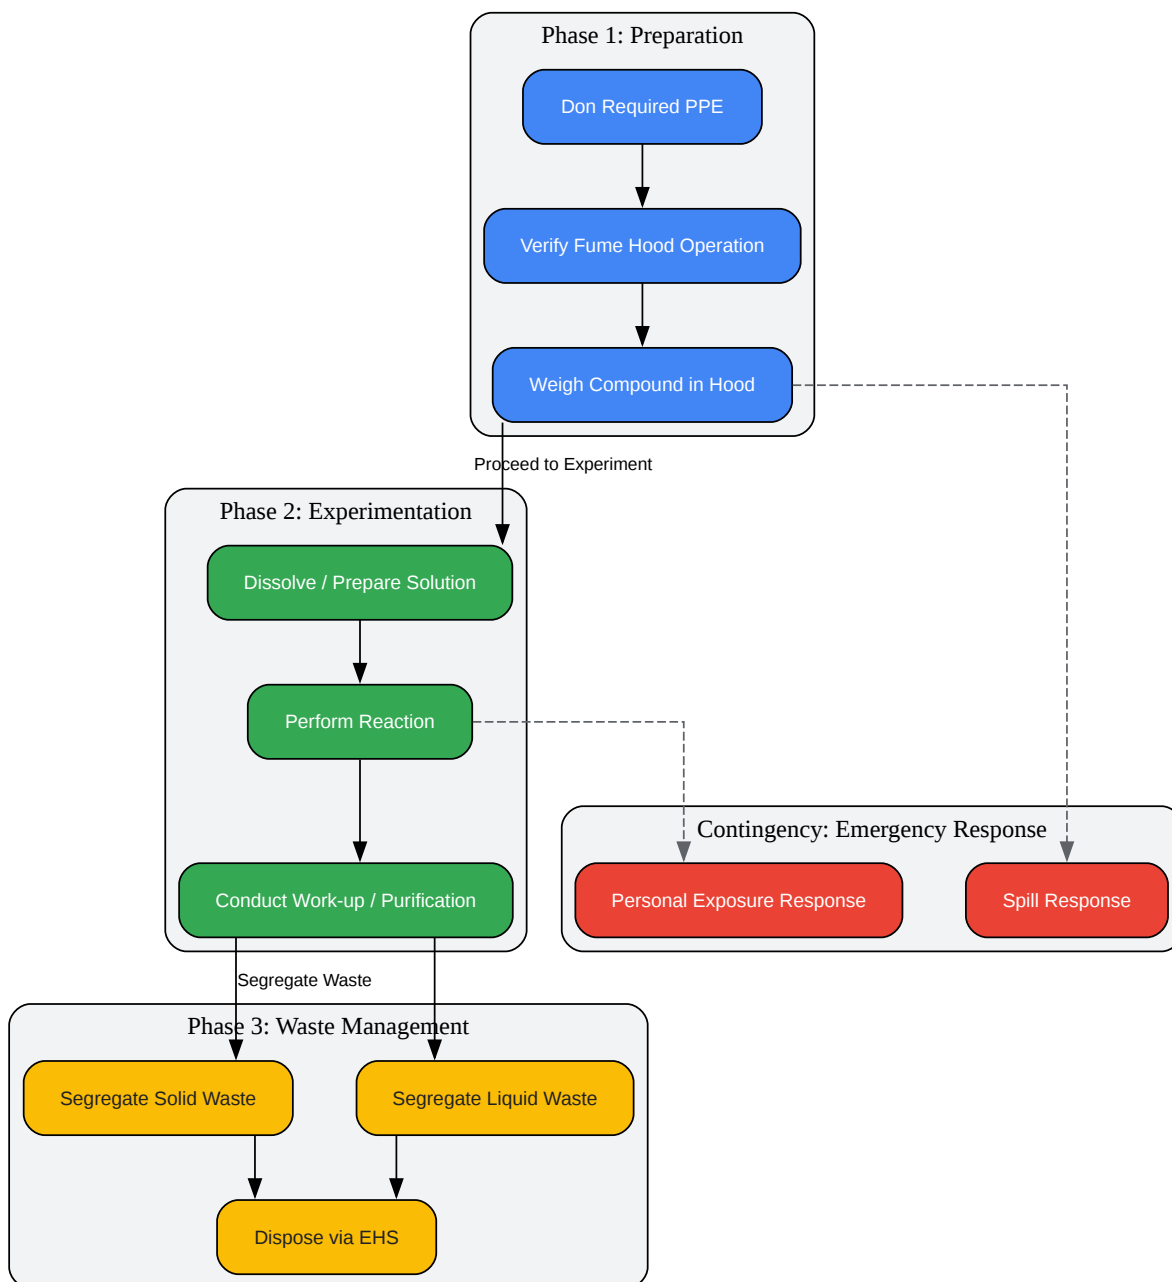 Phase 1: Preparation
Don Required PPE
Verify Fume Hood Operation
Weigh Compound in Hood
Proceed to Experiment
Phase 2: Experimentation
Dissolve / Prepare Solution
Perform Reaction
Conduct Work-up / Purification
Contingency: Emergency Response
Personal Exposure Response
Spill Response
Segregate Waste
Phase 3: Waste Management
Segregate Solid Waste
Segregate Liquid Waste
Dispose via EHS